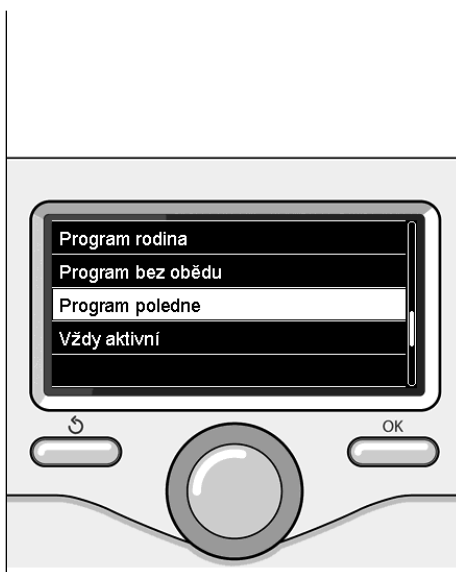 Program rodina
Program bez obědu
Program poledne
Vždy aktivní
OK